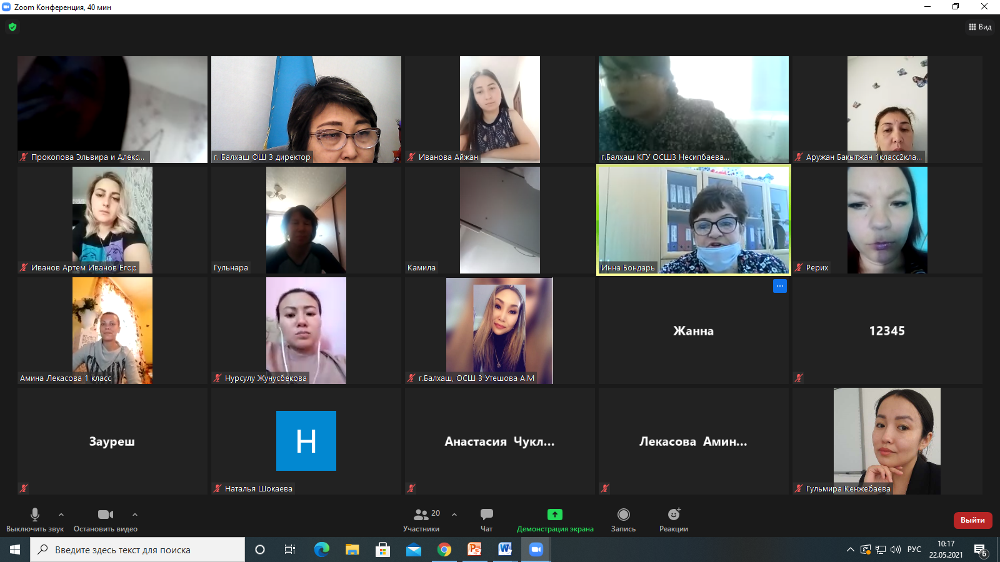 Zoom Конференция, 40 мин
Вид
Прокопова Эльвира и Алекс...
г. Балхаш ОШ 3 директор
Иванова Айжан
г.Балхаш КГУ ОСШ3 Несипбаева...
Аружан Бакытжан 1класс2кла...
Иванов Артем Иванов Егор
Гульнара
Камила
Инна Бондарь
Рерих
Амина Лекасова 1 класс
Нурсулу Жунусбекова
г.Балхаш, ОСШ 3 Утешова А.М
Жанна
12345
Зауреш
Н
Наталья Шокаева
Анастасия Чукл...
Лекасова Амин...
Гульмира Кенжебаева
Выключить звук
Остановить видео
20
Участники
Чат
Демонстрация экрана
Запись
Реакции
Выйти
Введите здесь текст для поиска
РУС
10:17
22.05.2021
6